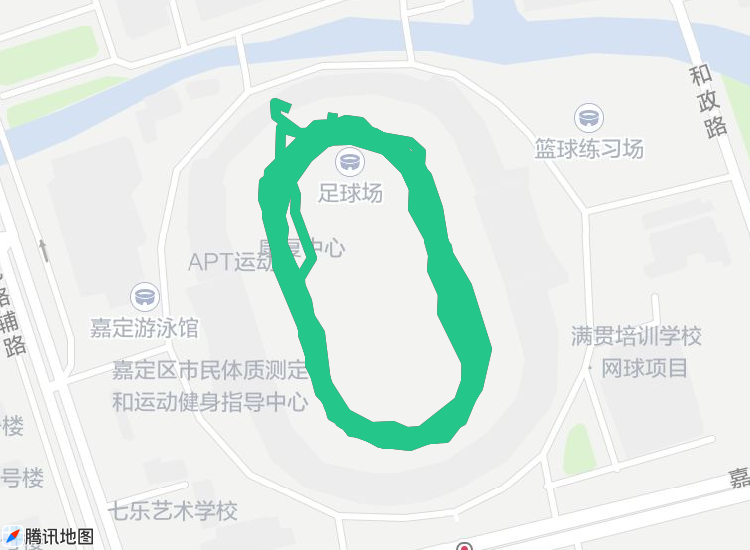 和政路
篮球练习场
足球场
康复中心
APT运动
嘉定游泳馆
路辅路
满贯培训学校
· 网球项目
嘉定区市民体质测定
和运动健身指导中心
楼
号楼
嘉
七乐艺术学校
腾讯地图